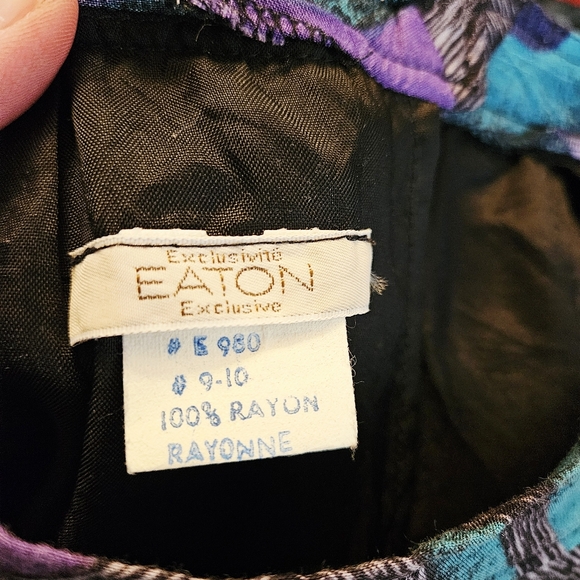 Exclusivité
EATON
Exclusive
# E 980
# 9-10
100% RAYON
RAYONNE